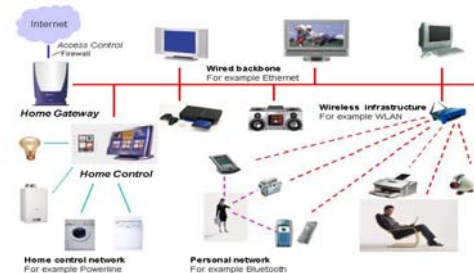 Internet
Access Control
Firewall
Home Gateway
Wired backbone
For example Ethernet
Wireless infrastructure
For example WLAN
Home Control
Home control network
For example Powerline
Personal network
For example Bluetooth